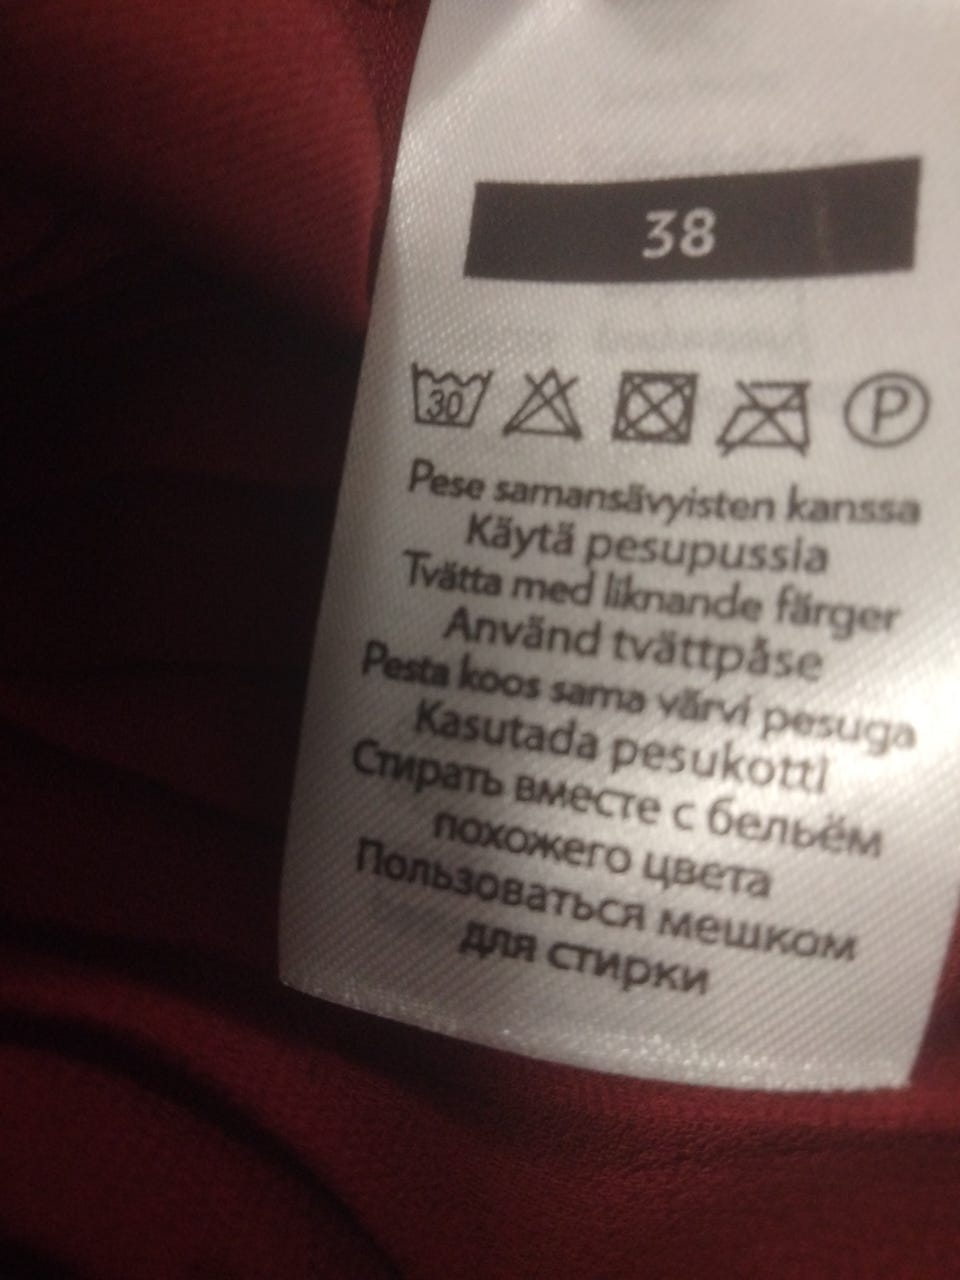 38
30 P
Pese samansävyisten kanssa
Käytä pesupussia
Tvätta med liknande färger
Använd tvättpåse
Pesta koos sama värvi pesuga
Kasutada pesukotti
Стирать вместе с бельём
похожего цвета
Пользоваться мешком
для стирки